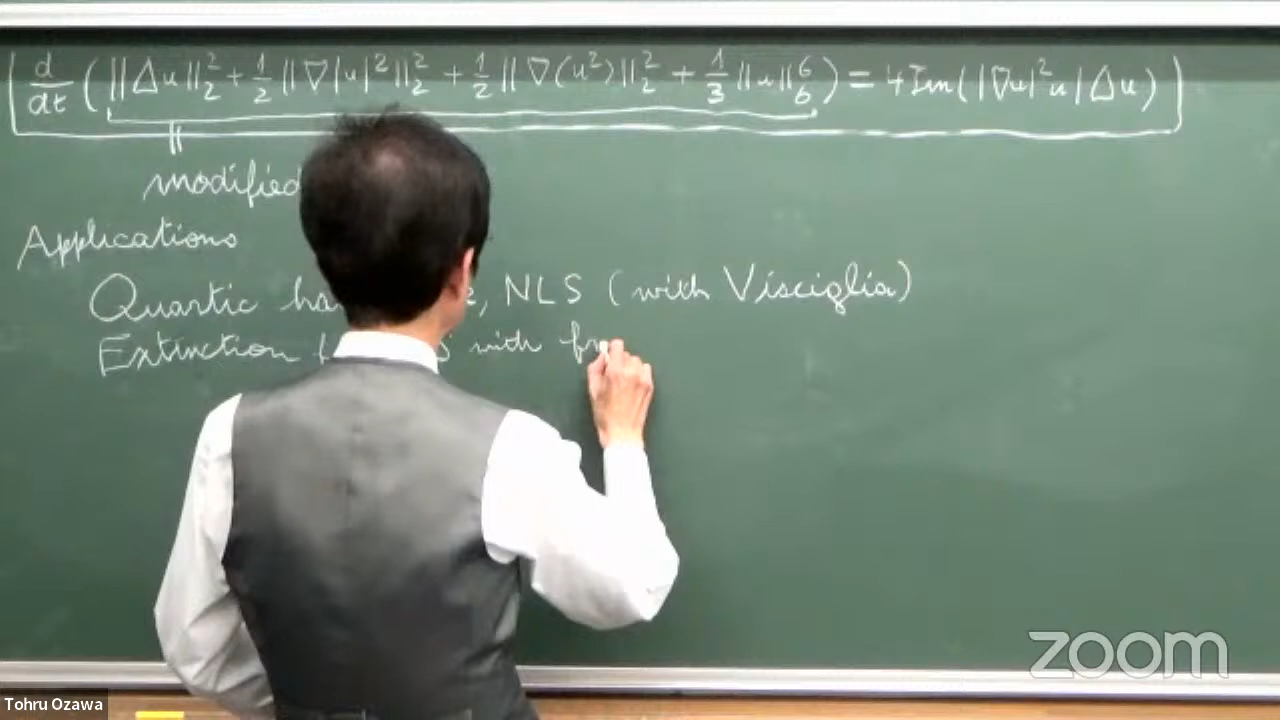 d/dt (||Δu||₂² + 1/2 ||∇|u|²||₂² + 1/2 ||∇(u²)||₂² + 1/3 ||u||₆⁶) = 4 Im(|∇u|²u|Δu)
modified
Applications
Quartic NLS (with Visciglia)
Extinction with
zoom
Tohru Ozawa